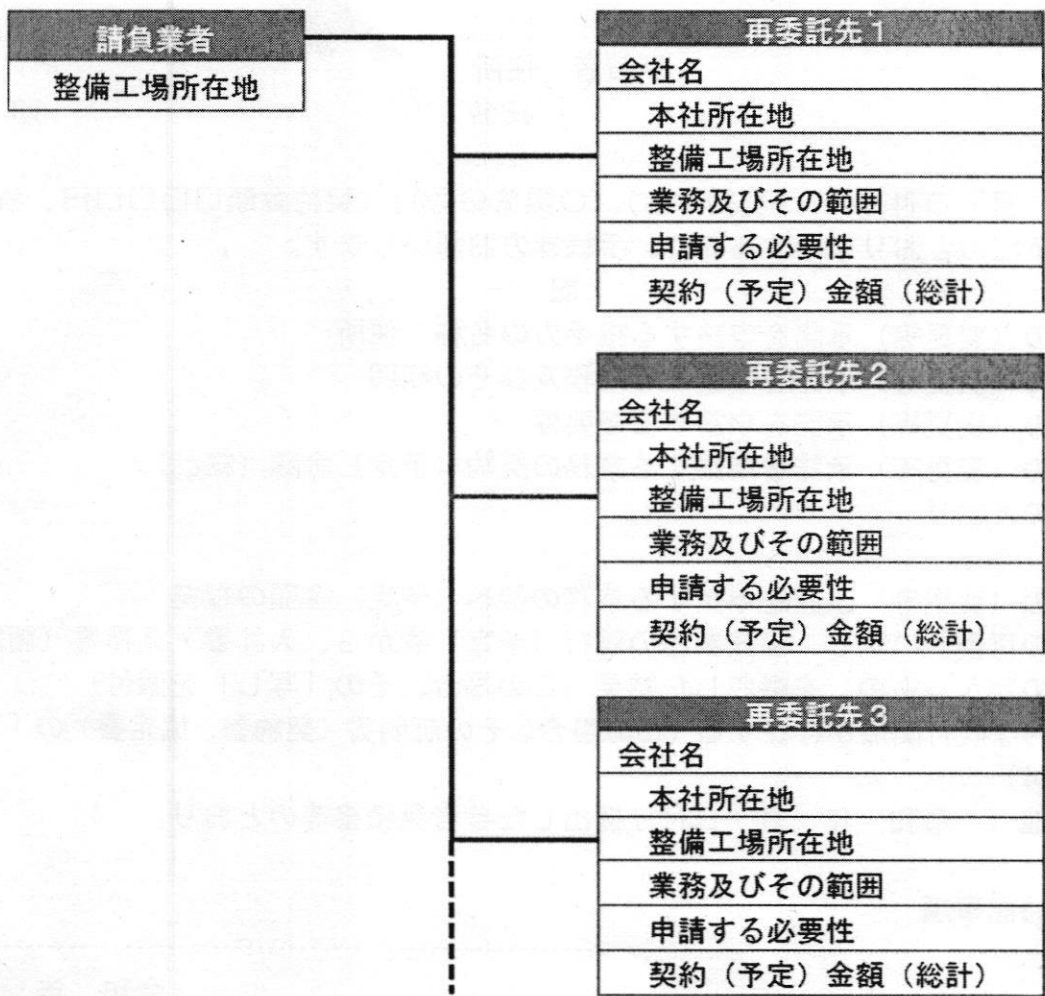 請負業者
整備工場所在地
再委託先1
会社名
本社所在地
整備工場所在地
業務及びその範囲
申請する必要性
契約（予定）金額（総計）
再委託先2
会社名
本社所在地
整備工場所在地
業務及びその範囲
申請する必要性
契約（予定）金額（総計）
再委託先3
会社名
本社所在地
整備工場所在地
業務及びその範囲
申請する必要性
契約（予定）金額（総計）